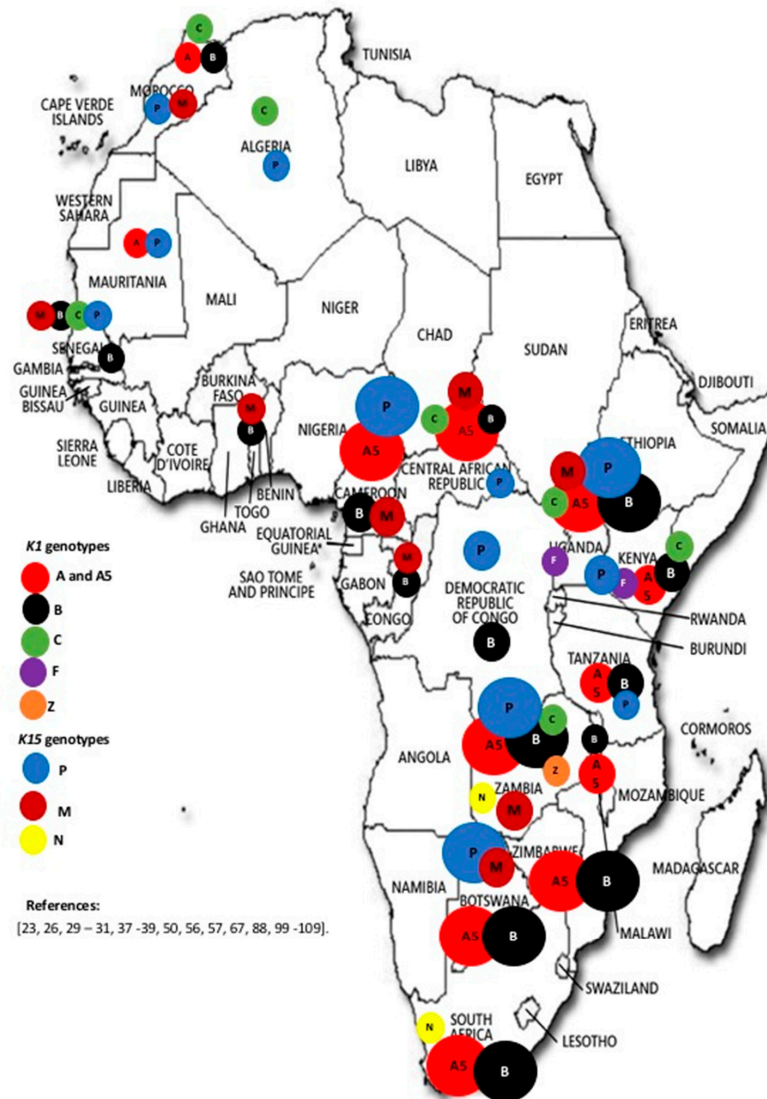 C
A
B
TUNISIA
MOROCCO
P
M
CAPE VERDE
ISLANDS
C
ALGERIA
P
LIBYA
EGYPT
WESTERN
SAHARA
A
P
MAURITANIA
MALI
NIGER
CHAD
SUDAN
ERITREA
M
B
C
P
SENEGAL
B
GAMBIA
GUINEA
BISSAU
GUINEA
SIERRA
LEONE
LIBERIA
COTE
D'IVOIRE
BURKINA
FASO
M
B
GHANA
TOGO
BENIN
NIGERIA
P
A5
M
C
A5
B
CENTRAL AFRICAN
REPUBLIC
P
DJIBOUTI
SOMALIA
ETHIOPIA
P
M
C
A5
B
CAMEROON
B
M
EQUATORIAL
GUINEA
SAO TOME
AND PRINCIPE
GABON
M
B
CONGO
P
DEMOCRATIC
REPUBLIC
OF CONGO
B
UGANDA
F
KENYA
P
F
A
5
B
C
RWANDA
BURUNDI
TANZANIA
A
5
B
P
K1 genotypes
A and A5
B
C
F
Z
K15 genotypes
P
M
N
References:
[23, 26, 29 – 31, 37 -39, 50, 56, 57, 67, 88, 99 -109].
ANGOLA
P
A5
B
C
Z
ZAMBIA
N
M
B
A
5
CORMOROS
MOZAMBIQUE
MADAGASCAR
MALAWI
P
M
ZIMBABWE
A5
B
NAMIBIA
BOTSWANA
A5
B
SWAZILAND
LESOTHO
N
SOUTH
AFRICA
A5
B